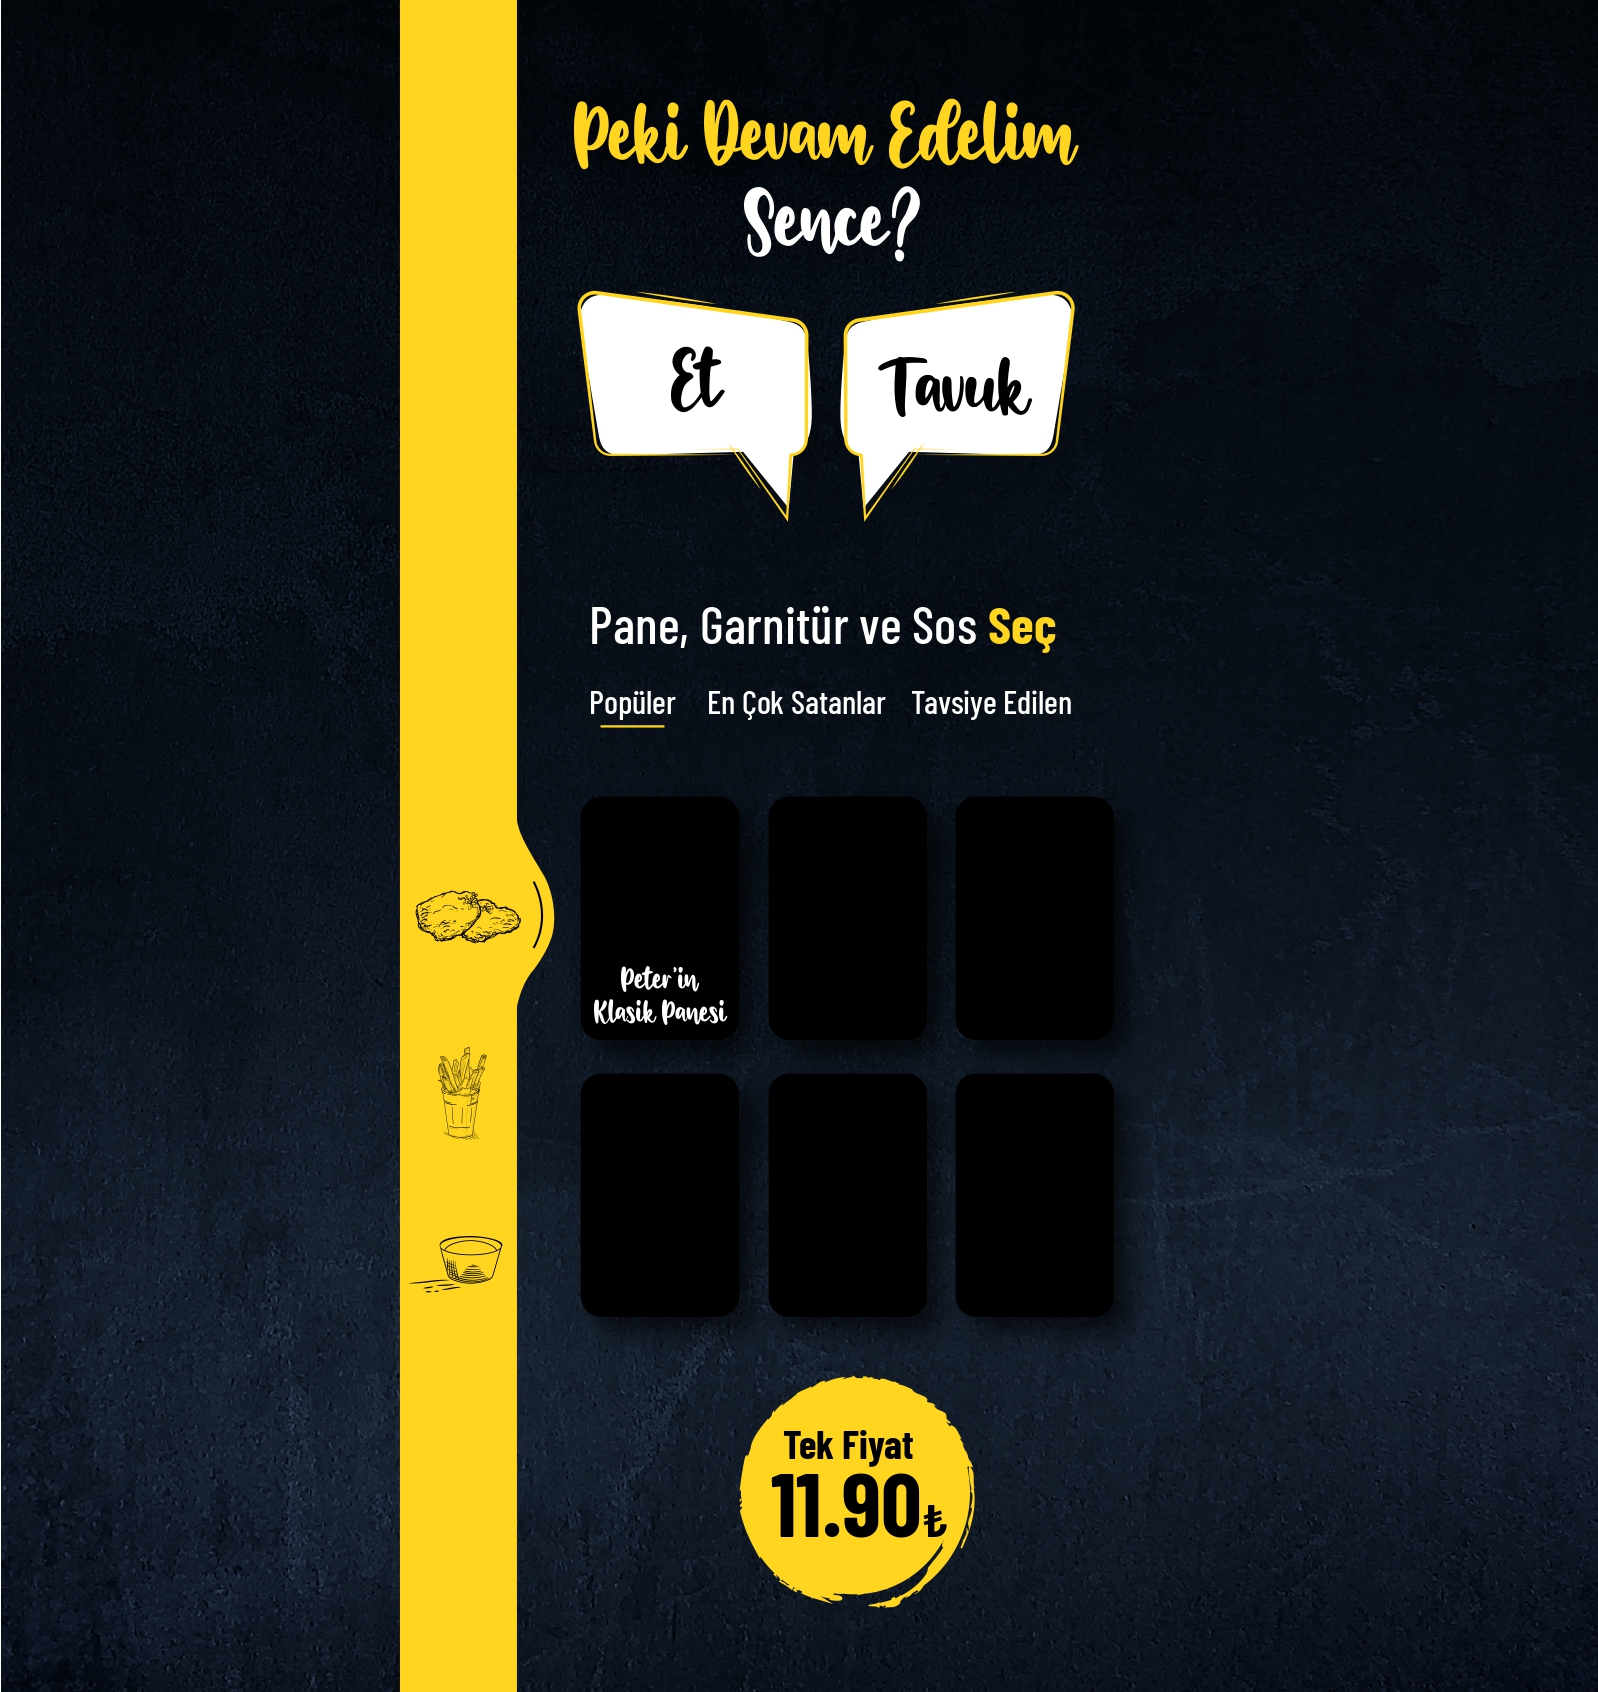 Peki Devam Edelim
Sence?
Et
Tavuk
Pane, Garnitür ve Sos Seç
Popüler En Çok Satanlar Tavsiye Edilen
Peter'in
Klasik Panesi
Tek Fiyat
11.90₺